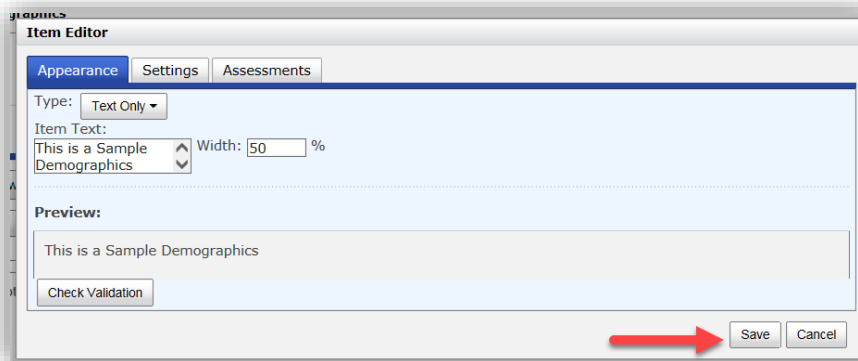 graphics
Item Editor
Appearance Settings Assessments
Type: Text Only
Item Text:
This is a Sample Demographics Width: 50 %
Preview:
This is a Sample Demographics
Check Validation
Save Cancel